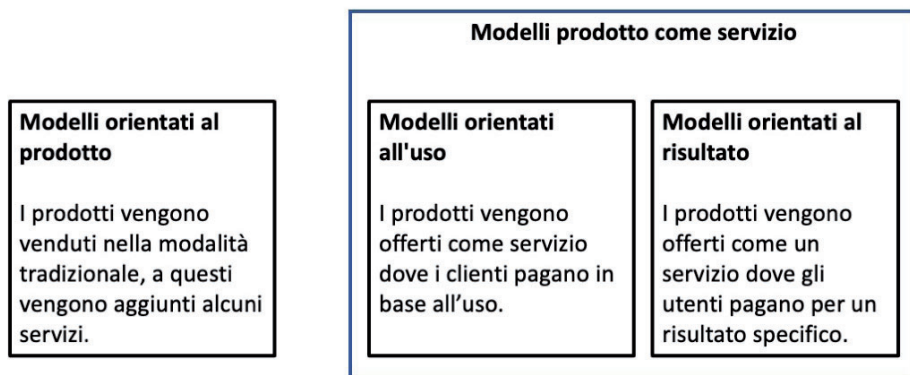 Modelli prodotto come servizio
Modelli orientati al
prodotto
I prodotti vengono
venduti nella modalità
tradizionale, a questi
vengono aggiunti alcuni
servizi.
Modelli orientati
all'uso
I prodotti vengono
offerti come servizio
dove i clienti pagano in
base all’uso.
Modelli orientati al
risultato
I prodotti vengono
offerti come un
servizio dove gli
utenti pagano per un
risultato specifico.